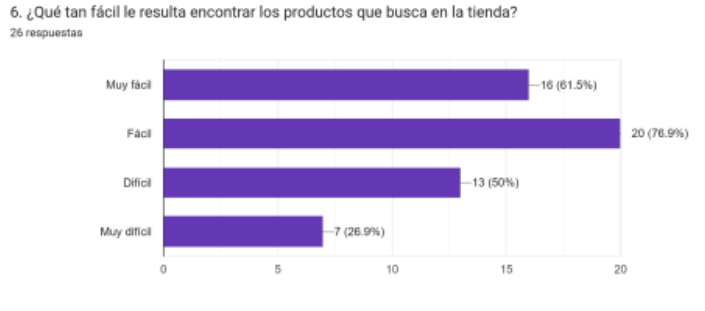 6. ¿Qué tan fácil le resulta encontrar los productos que busca en la tienda?
26 respuestas
Muy fácil
16 (61.5%)
Fácil
20 (76.9%)
Difícil
13 (50%)
Muy difícil
7 (26.9%)
0 5 10 15 20